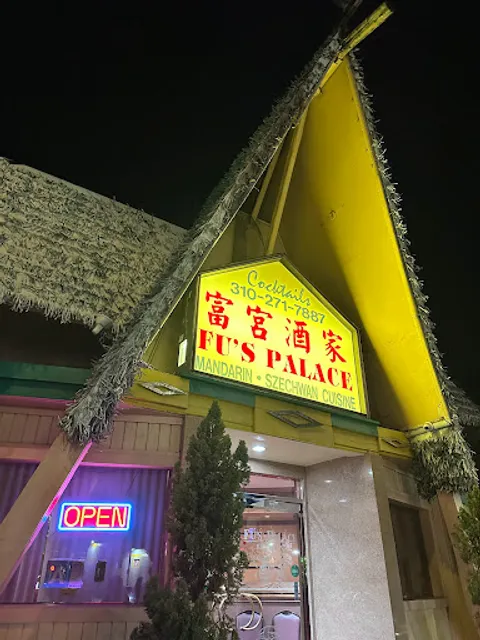 Cocktails
310-271-7887
富宮酒家
FU'S PALACE
MANDARIN • SZECHWAN CUISINE
OPEN